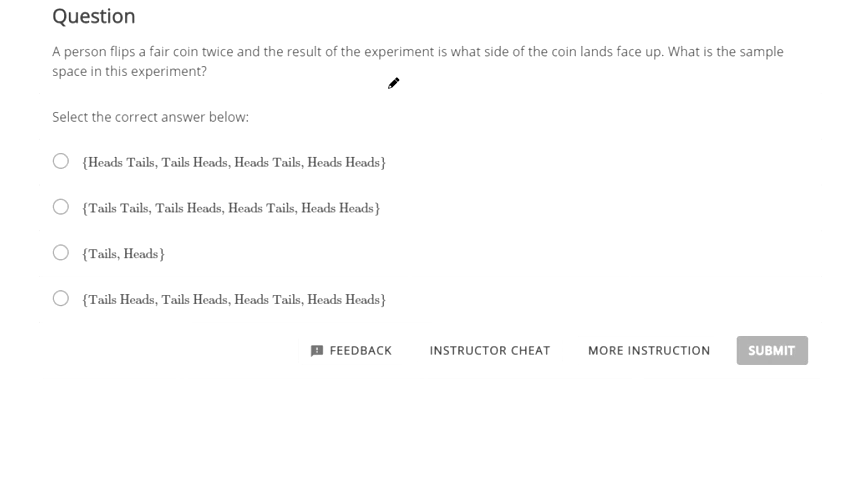 Question
A person flips a fair coin twice and the result of the experiment is what side of the coin lands face up. What is the sample
space in this experiment?
Select the correct answer below:
{Heads Tails, Tails Heads, Heads Tails, Heads Heads}
{Tails Tails, Tails Heads, Heads Tails, Heads Heads}
{Tails, Heads}
{Tails Heads, Tails Heads, Heads Tails, Heads Heads}
FEEDBACK INSTRUCTOR CHEAT MORE INSTRUCTION SUBMIT